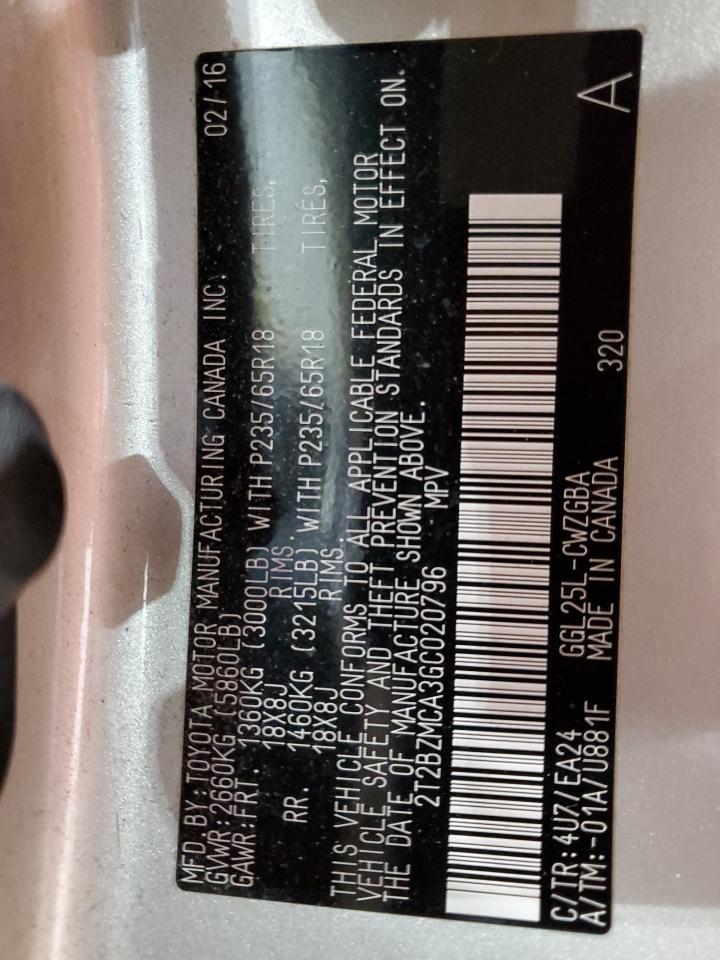 MFD. BY: TOYOTA MOTOR MANUFACTURING CANADA INC. 02/16
GVWR: 2660KG (5860LB)
GAWR: FRT. 1360KG (3000LB) WITH P235/65R18 TIRES,
18X8J RIMS.
RR. 1460KG (3215LB) WITH P235/65R18 TIRES,
18X8J RIMS.
THIS VEHICLE CONFORMS TO ALL APPLICABLE FEDERAL MOTOR
VEHICLE SAFETY AND THEFT PREVENTION STANDARDS IN EFFECT ON
THE DATE OF MANUFACTURE SHOWN ABOVE.
2T2BZMCA3GC020796 MPV
C/TR: 4U7/EA24 GGL25L-CWZGBA
A/TM: -01A/U881F MADE IN CANADA 320 A